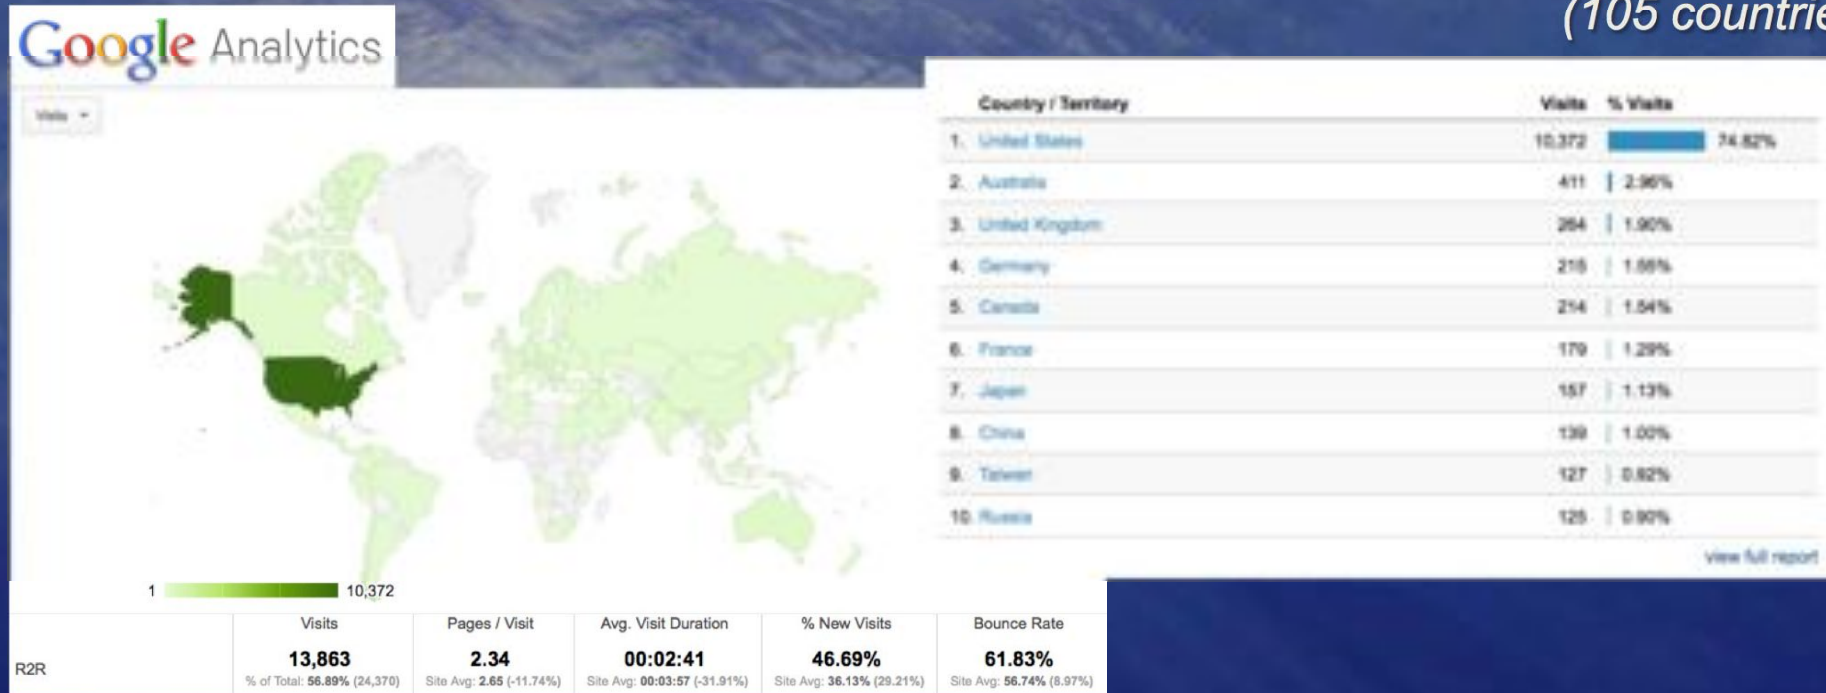 (105 countrie
Google Analytics
Visits
Country / Territory Visits % Visits
1. United States 10,372 74.82%
2. Australia 411 2.96%
3. United Kingdom 264 1.90%
4. Germany 215 1.55%
5. Canada 214 1.54%
6. France 179 1.29%
7. Japan 157 1.13%
8. China 139 1.00%
9. Taiwan 127 0.92%
10. Russia 125 0.90%
view full report
1 10,372
Visits Pages / Visit Avg. Visit Duration % New Visits Bounce Rate
R2R 13,863 2.34 00:02:41 46.69% 61.83%
% of Total: 56.89% (24,370) Site Avg: 2.65 (-11.74%) Site Avg: 00:03:57 (-31.91%) Site Avg: 36.13% (29.21%) Site Avg: 56.74% (8.97%)